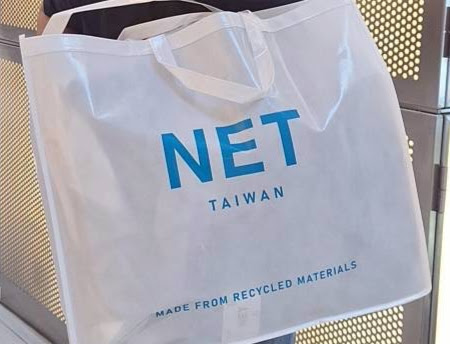 NET
TAIWAN
MADE FROM RECYCLED MATERIALS